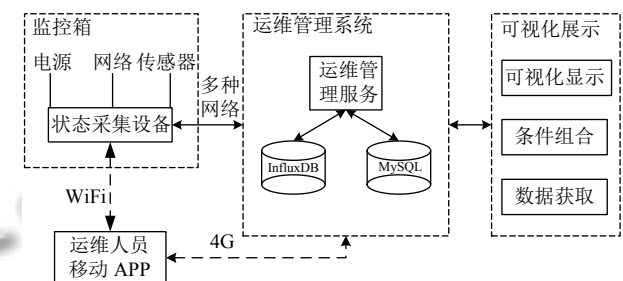 监控箱
电源 网络 传感器
状态采集设备
多种
网络
运维管理系统
运维管
理服务
InfluxDB
MySQL
可视化展示
可视化显示
条件组合
数据获取
WiFi
运维人员
移动 APP
4G